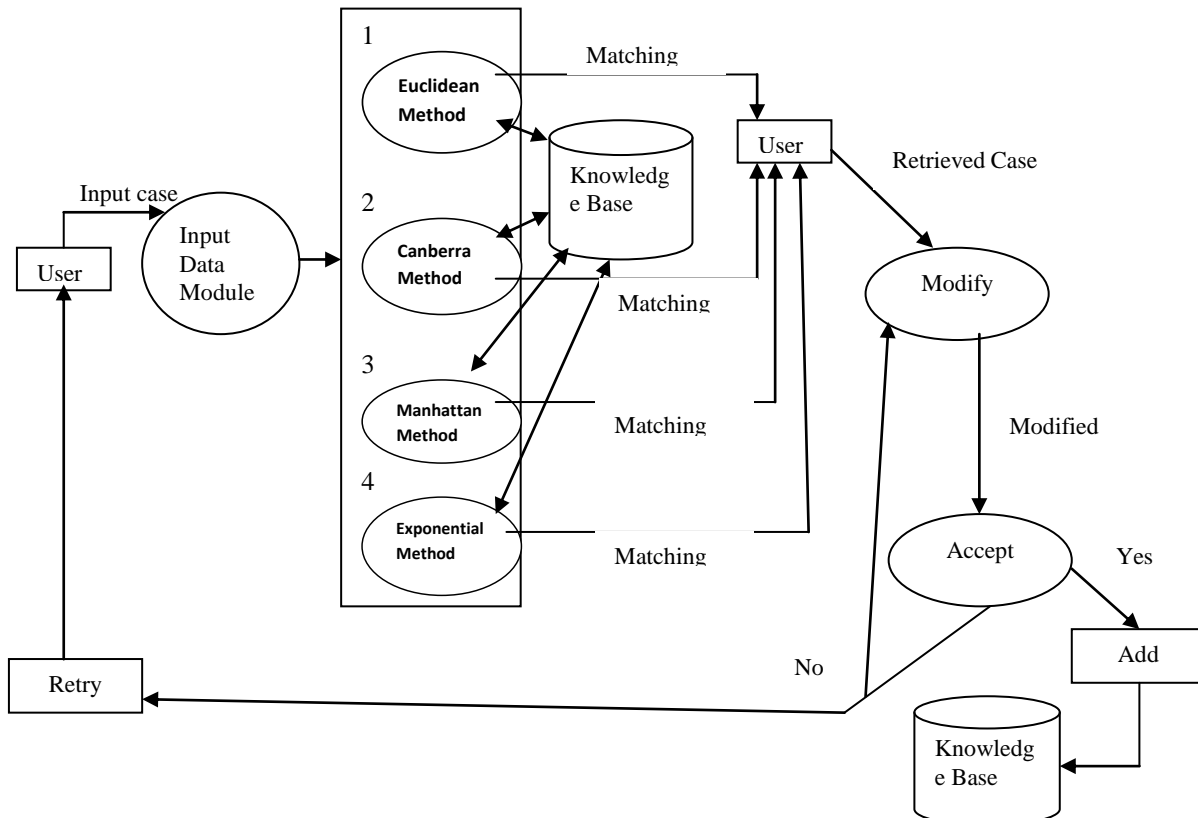 1
Euclidean
Method
Matching
User
Retrieved Case
Knowledg
e Base
Input case
Input
Data
Module
User
2
Canberra
Method
Matching
Modify
3
Manhattan
Method
Matching
Modified
4
Exponential
Method
Matching
Accept
Yes
Add
No
Retry
Knowledg
e Base